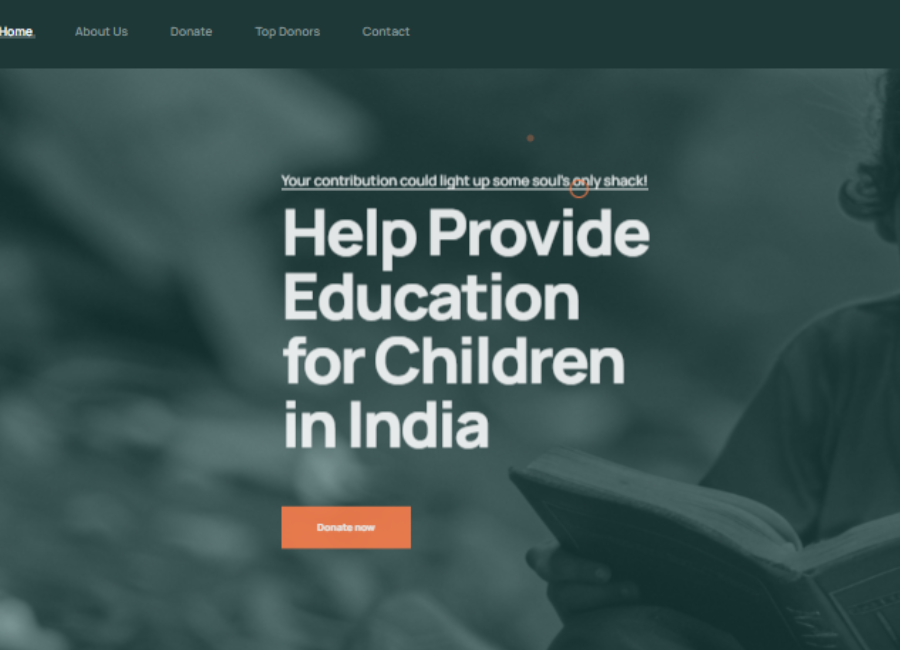 Home About Us Donate Top Donors Contact
Your contribution could light up some soul's only shack!
Help Provide
Education
for Children
in India
Donate now